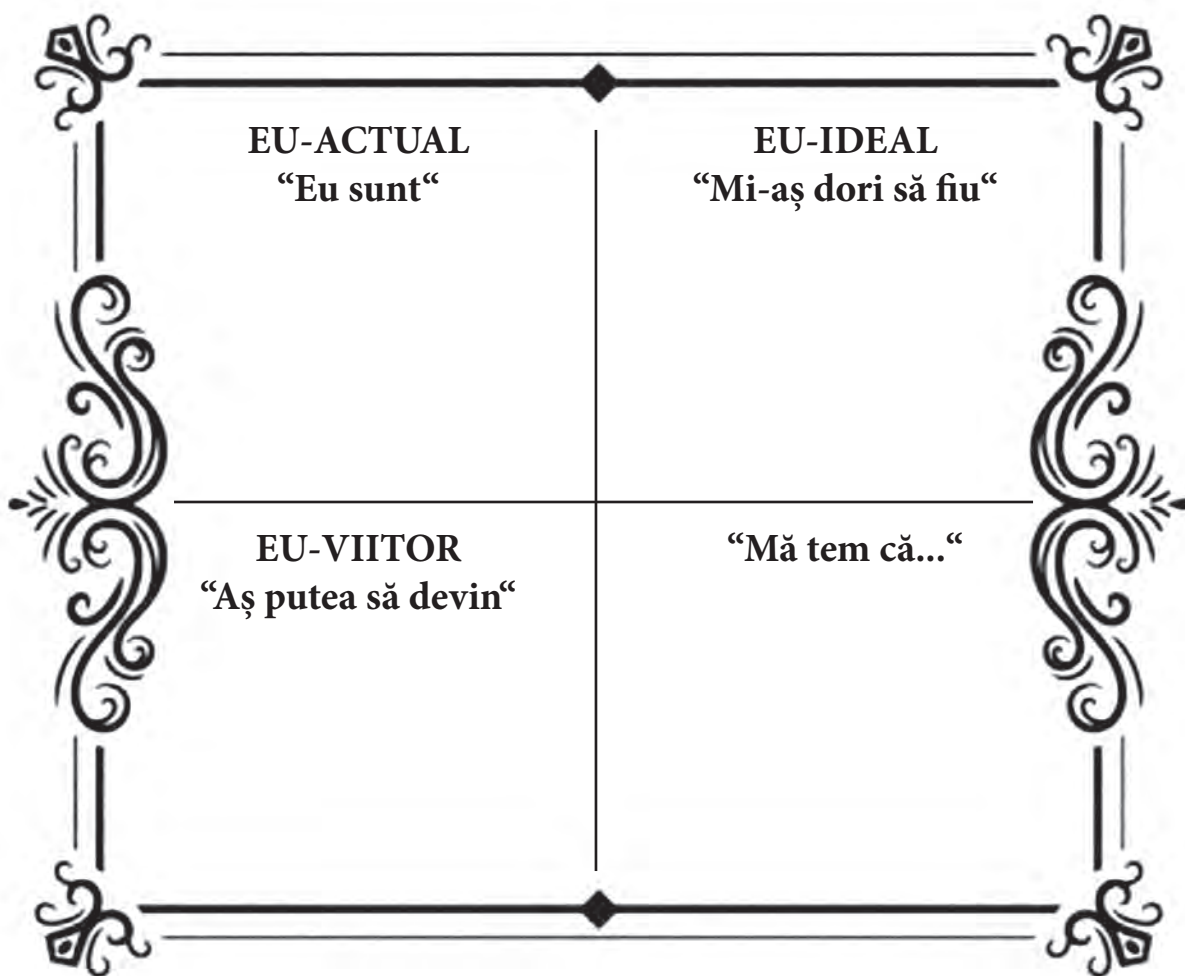 EU-ACTUAL
“Eu sunt“
EU-IDEAL
“Mi-aș dori să fiu“
EU-VIITOR
“Aș putea să devin“
“Mă tem că...“